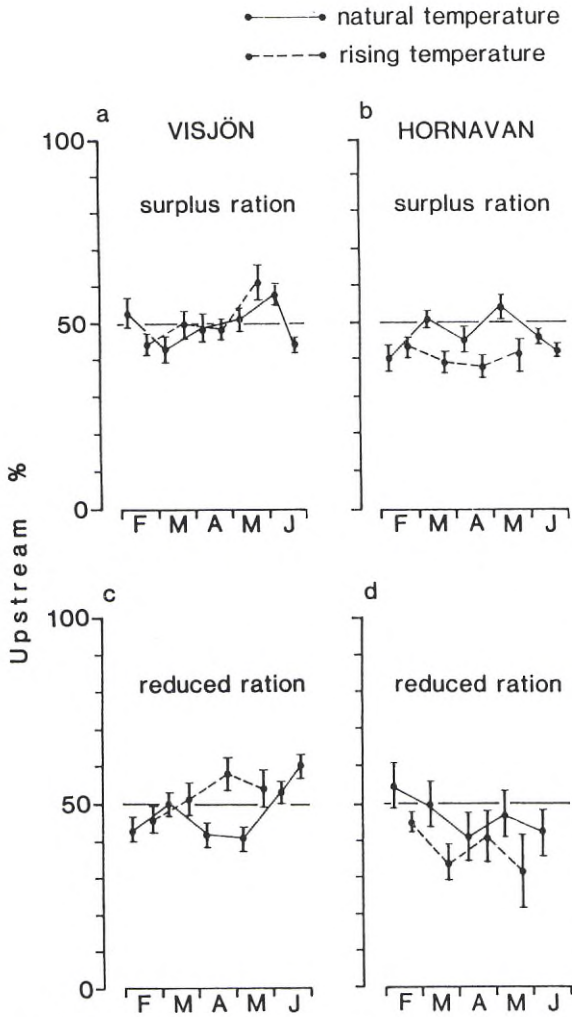 natural temperature
rising temperature
a
VISJÖN
b
HORNAVAN
100
surplus ration
surplus ration
50
0
F M A M J
F M A M J
Upstream %
c
d
100
reduced ration
reduced ration
50
0
F M A M J
F M A M J